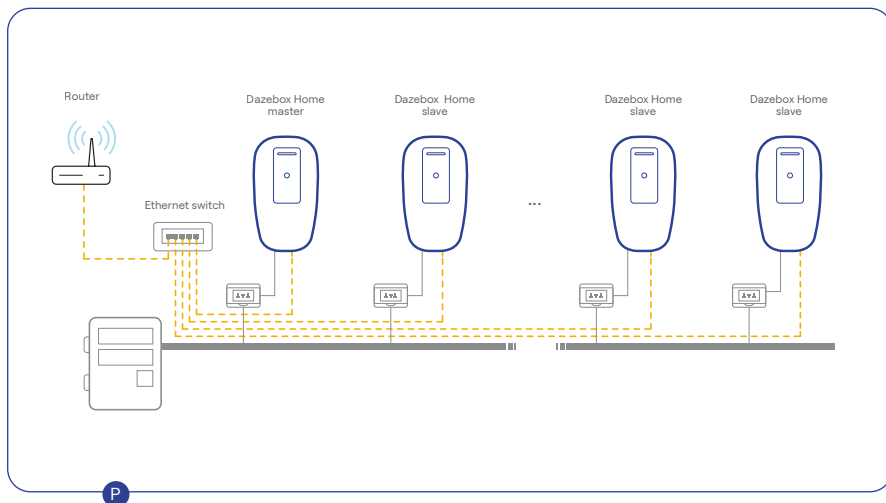 Router
Dazebox Home
master
Dazebox Home
slave
Dazebox Home
slave
Dazebox Home
slave
Ethernet switch
...
P